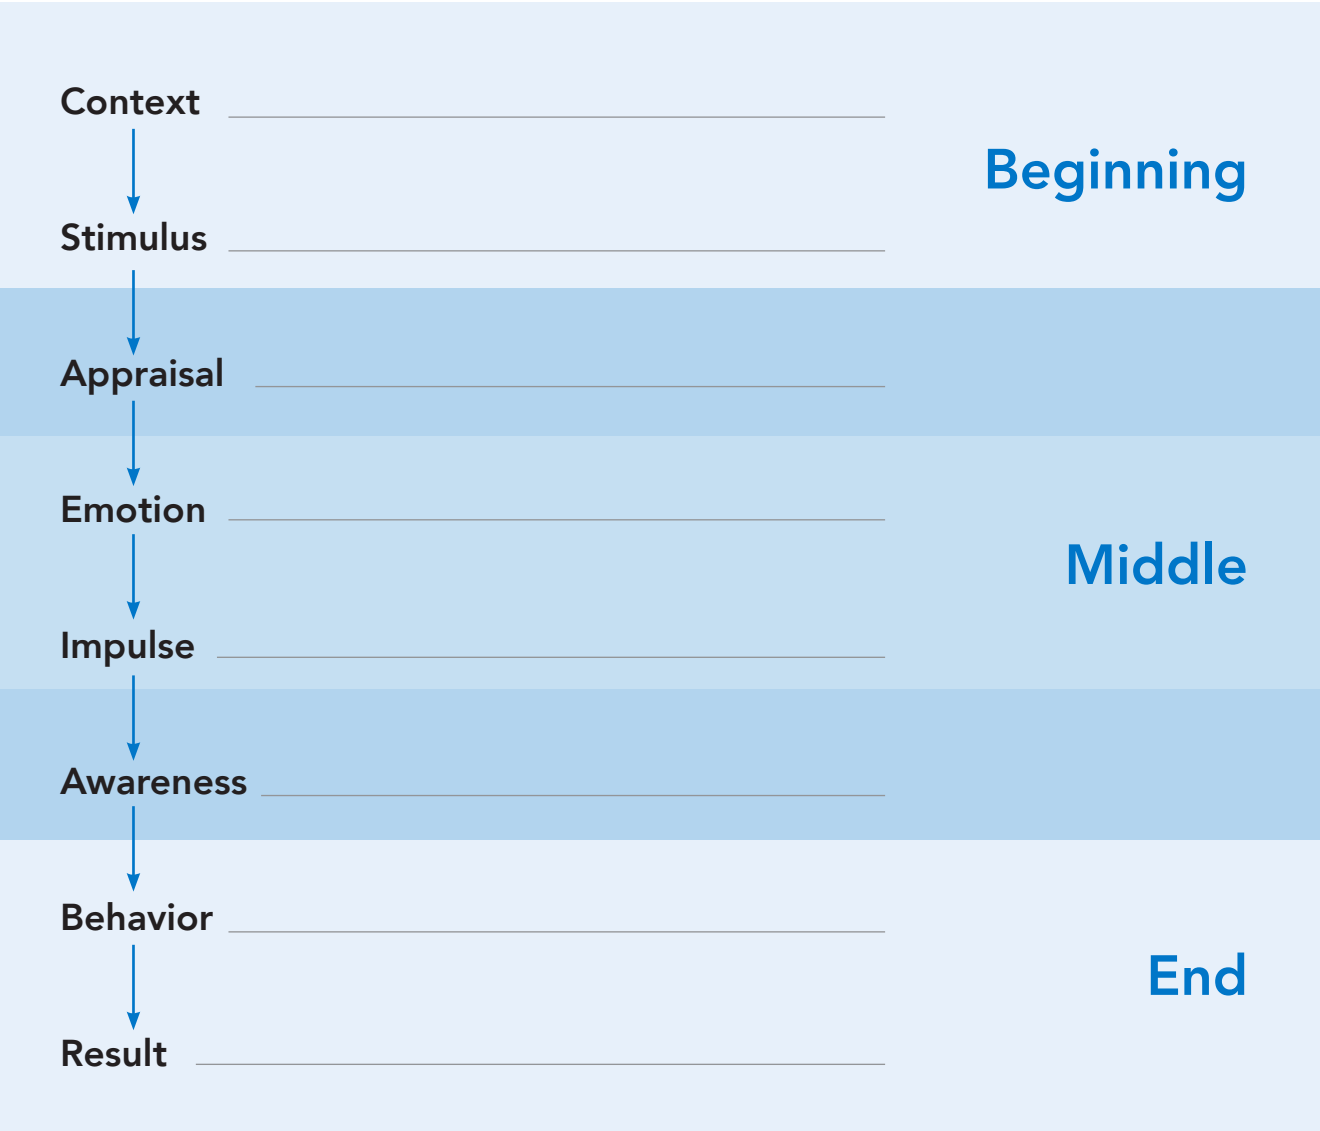 Context
Beginning
Stimulus
Appraisal
Emotion
Middle
Impulse
Awareness
Behavior
End
Result